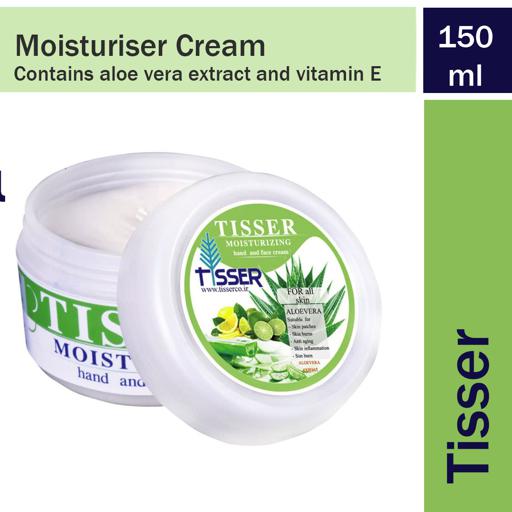 Moisturiser Cream
Contains aloe vera extract and vitamin E
150
ml
TISSER
MOISTURIZING
hand and face cream
TISSER
www.tisserco.ir
FOR all
skin
ALOEVERA
Suitable for
- Skin patches
- Skin burns
- Anti aging
- Skin inflammation
- Sun burn
ALOEVERA
TIS
MOIST
hand and
Tisser